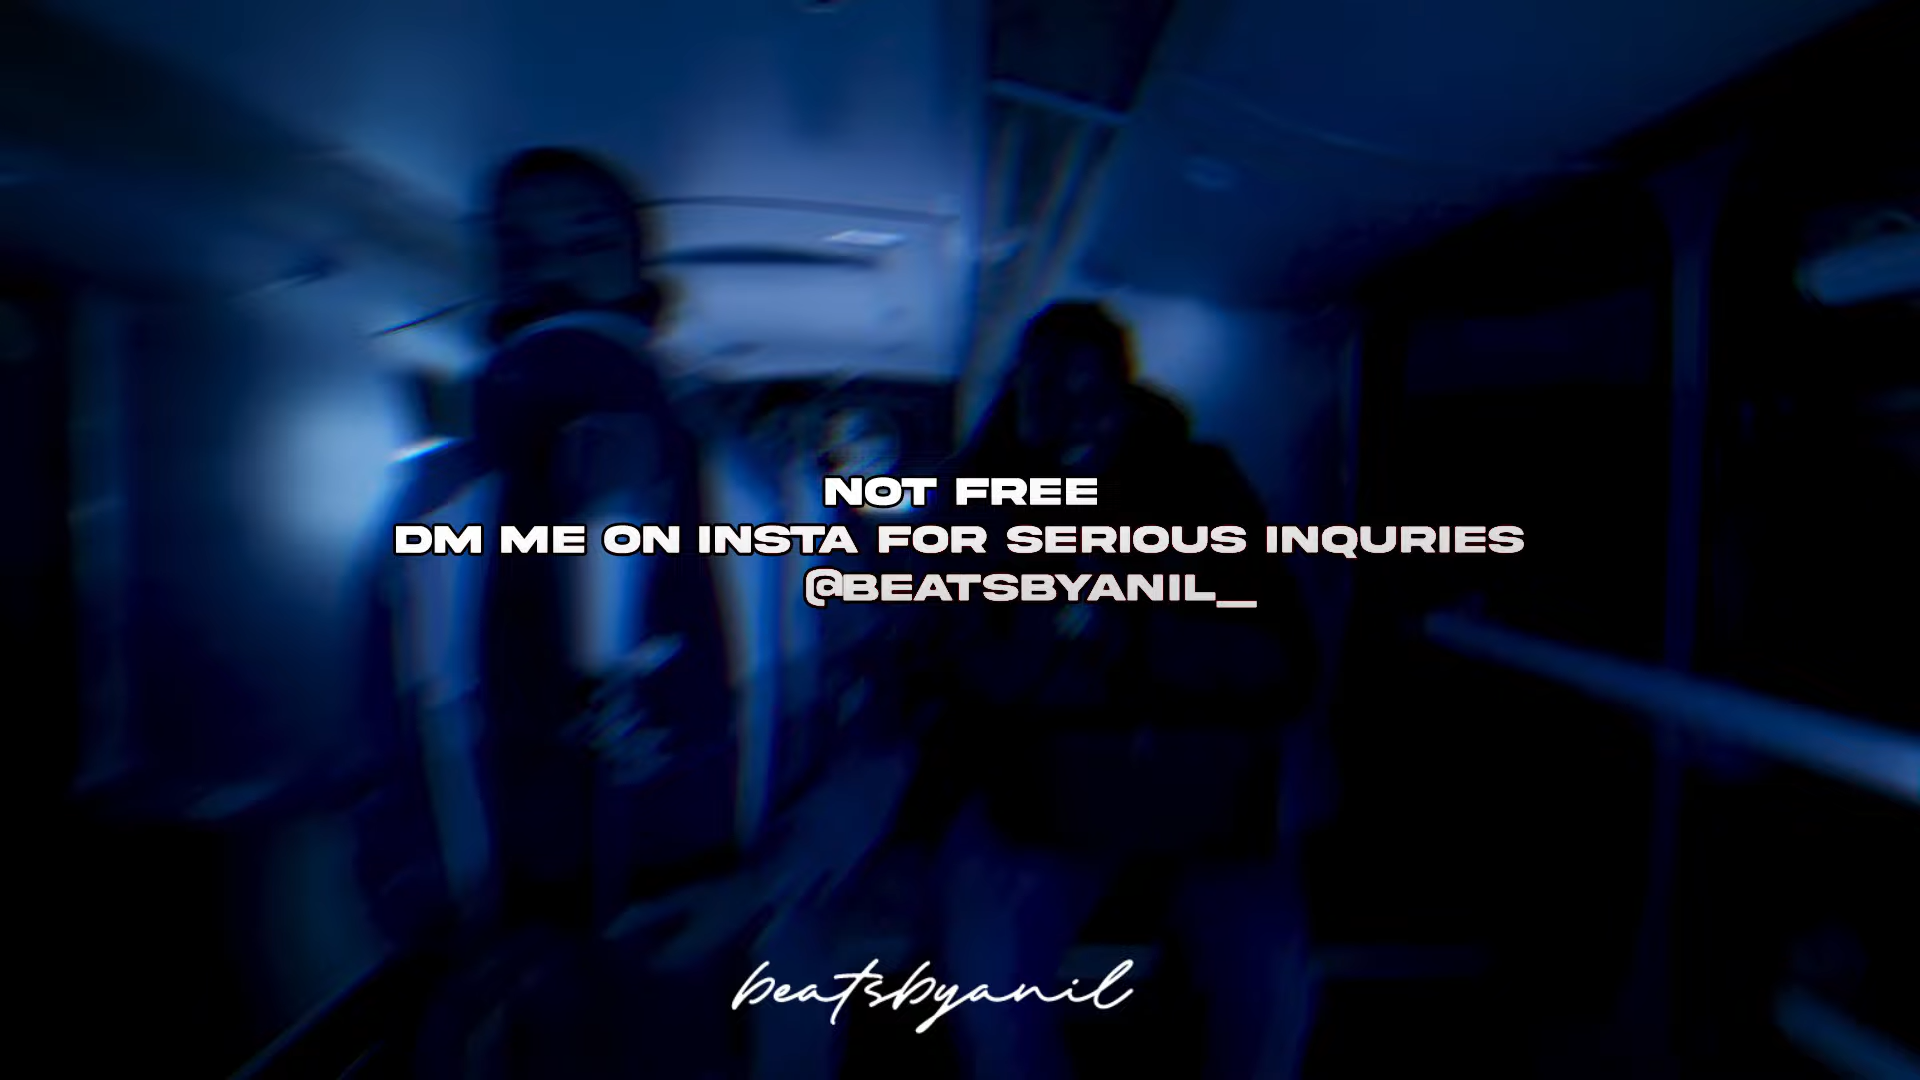 NOT FREE
DM ME ON INSTA FOR SERIOUS INQURIES
@BEATSBYANIL_
beatsbyanil